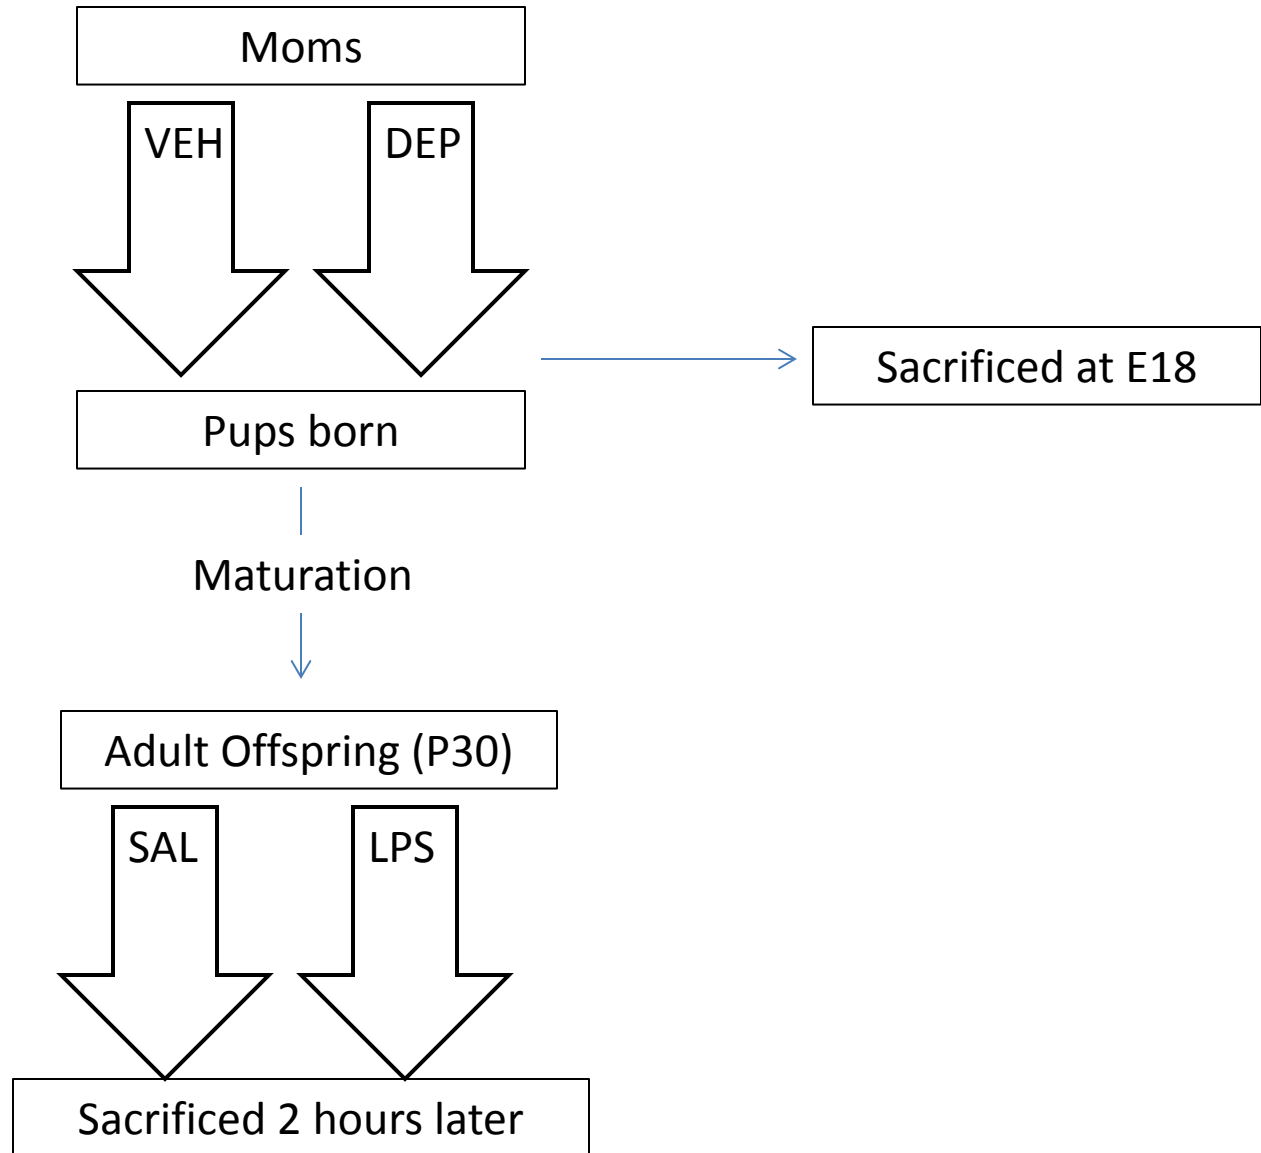 Moms
VEH
DEP
Sacrificed at E18
Pups born
Maturation
Adult Offspring (P30)
SAL
LPS
Sacrificed 2 hours later